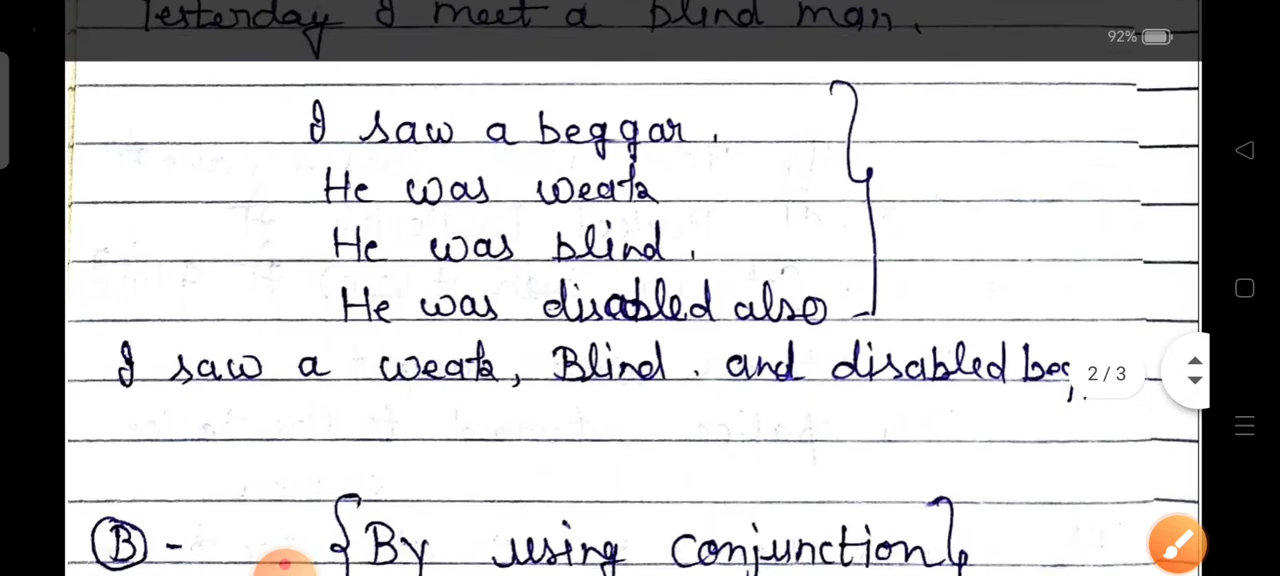 Yesterday I meet a blind man.
92%
I saw a beggar.
He was weak
He was blind.
He was disabled also
I saw a weak, Blind. and disabled beg
2/3
B - {By using conjunction}